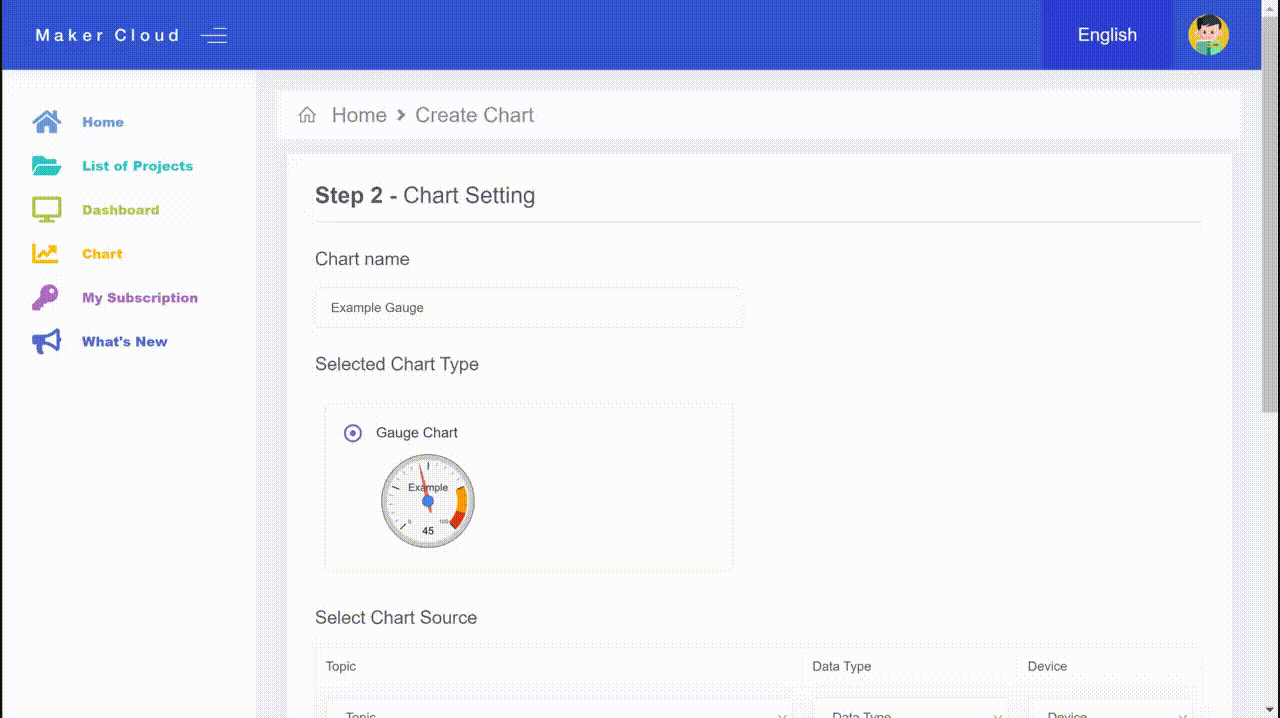 Maker Cloud
English
Home
List of Projects
Dashboard
Chart
My Subscription
What's New
Home > Create Chart
Step 2 - Chart Setting
Chart name
Example Gauge
Selected Chart Type
Gauge Chart
Example
0 100
45
Select Chart Source
Topic Data Type Device
Topic Data Type Device